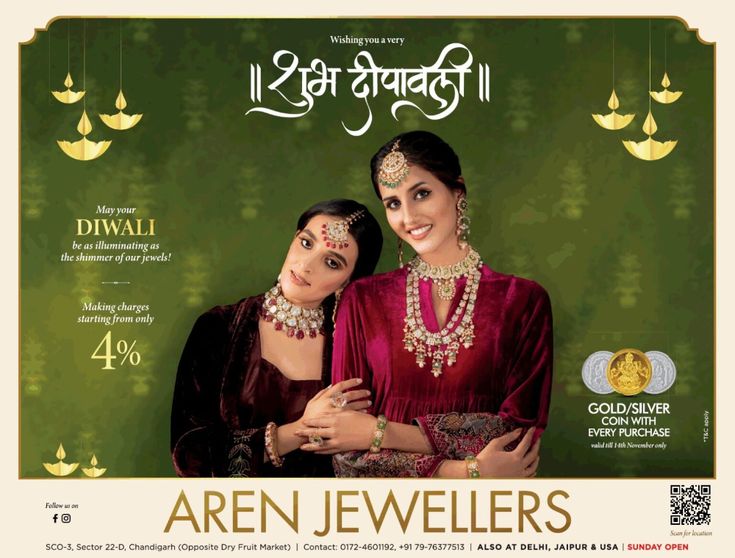 Wishing you a very
॥ शुभ दीपावली ॥
May your
DIWALI
be as illuminating as
the shimmer of our jewels!
Making charges
starting from only
4%
GOLD/SILVER
COIN WITH
EVERY PURCHASE
valid till 14th November only
*T&C apply
Follow us on
AREN JEWELLERS
Scan for location
SCO-3, Sector 22-D, Chandigarh (Opposite Dry Fruit Market) | Contact: 0172-4601192, +91 79-76377513 | ALSO AT DELHI, JAIPUR & USA | SUNDAY OPEN